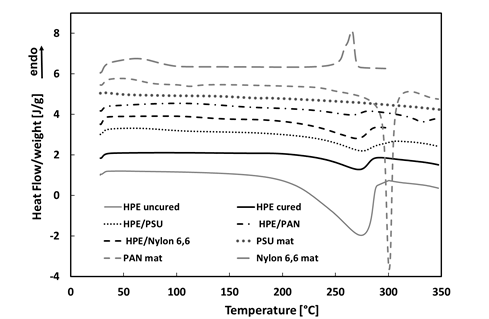 endo
Heat Flow/weight [J/g]
8
6
4
2
0
-2
-4
HPE uncured HPE cured
HPE/PSU HPE/PAN
HPE/Nylon 6,6 PSU mat
PAN mat Nylon 6,6 mat
0 50 100 150 200 250 300 350
Temperature [°C]